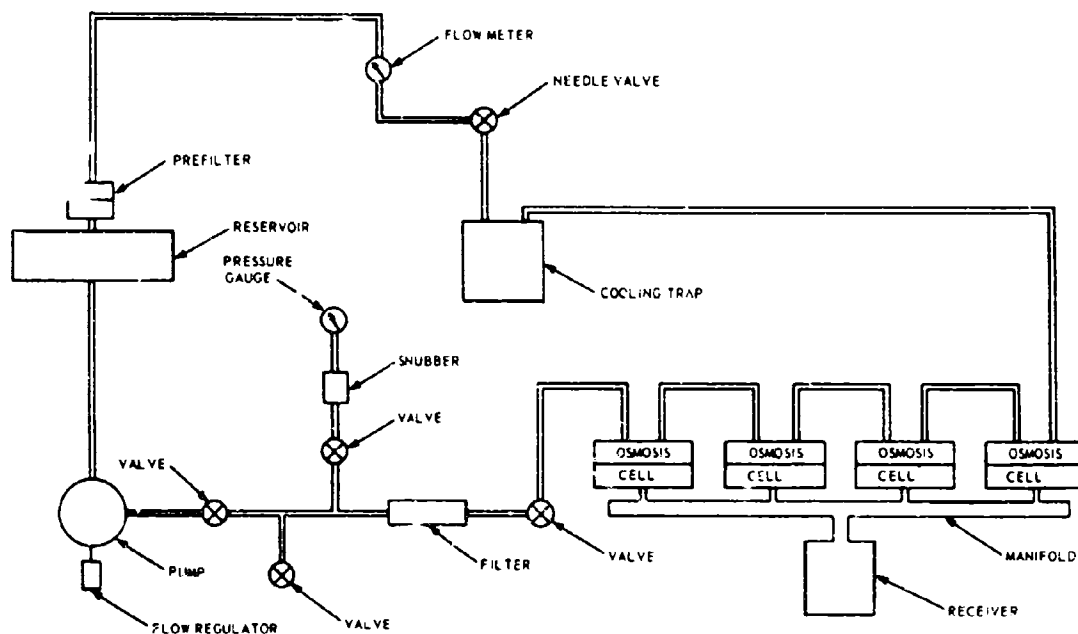 FLOW METER
NEEDLE VALVE
PREFILTER
RESERVOIR
PRESSURE
GAUGE
COOLING TRAP
SNUBBER
VALVE
VALVE
OSMOSIS
CELL
OSMOSIS
CELL
OSMOSIS
CELL
OSMOSIS
CELL
PUMP
FILTER
VALVE
MANIFOLD
FLOW REGULATOR
VALVE
RECEIVER